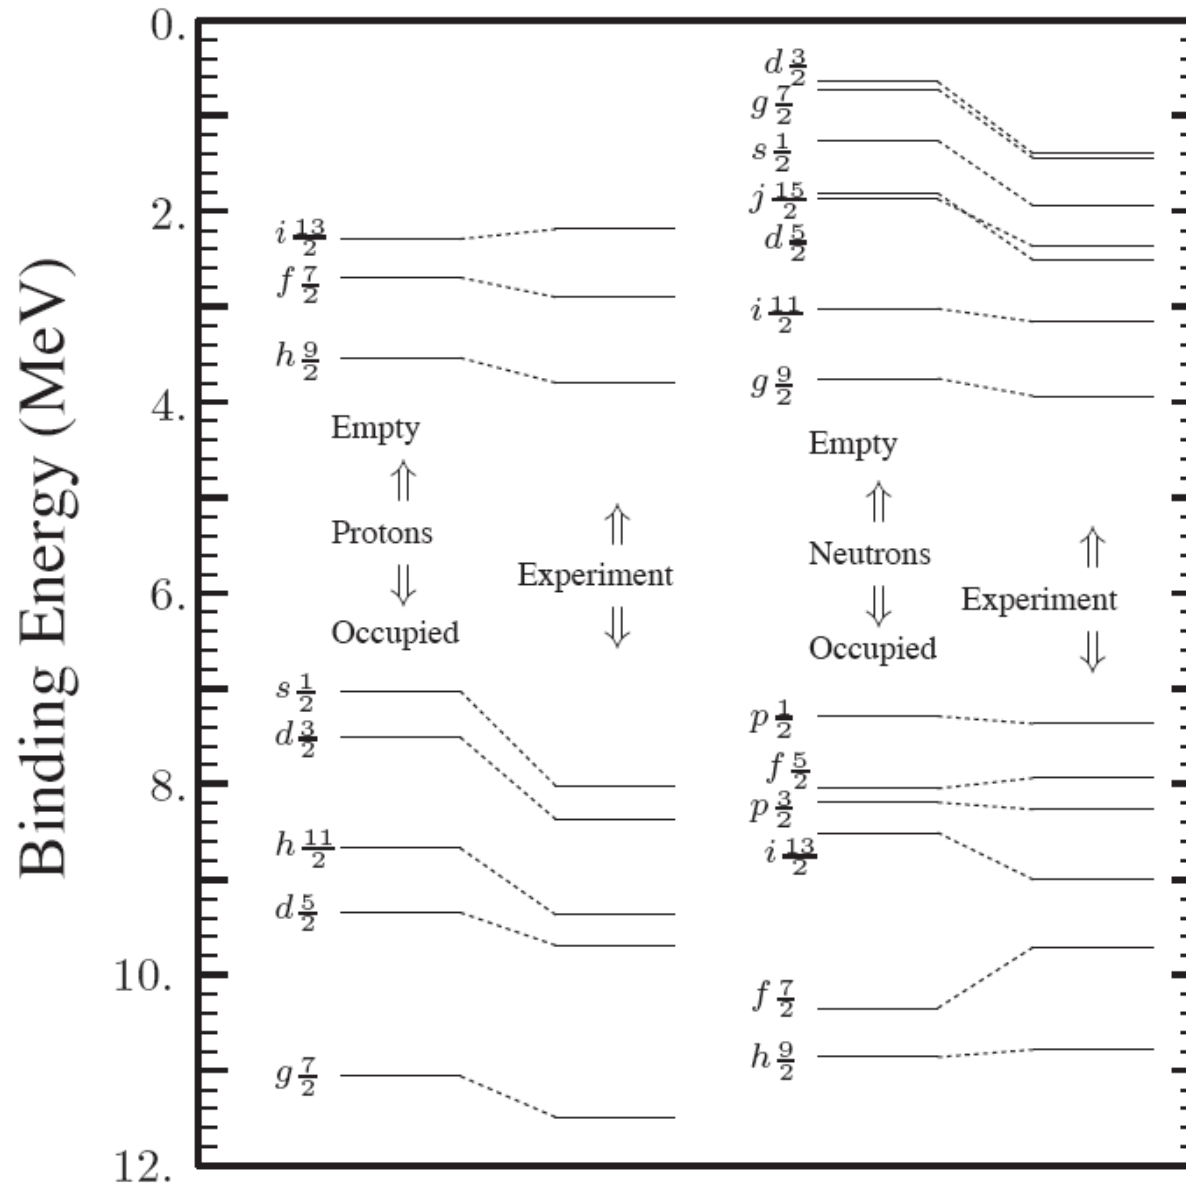 Binding Energy (MeV)
0.
2.
4.
6.
8.
10.
12.
i 13/2
f 7/2
h 9/2
Empty
⇑
Protons
⇓
Occupied
⇑
Experiment
⇓
s 1/2
d 3/2
h 11/2
d 5/2
g 7/2
d 3/2
g 7/2
s 1/2
j 15/2
d 5/2
i 11/2
g 9/2
Empty
⇑
Neutrons
⇓
Occupied
⇑
Experiment
⇓
p 1/2
f 5/2
p 3/2
i 13/2
f 7/2
h 9/2